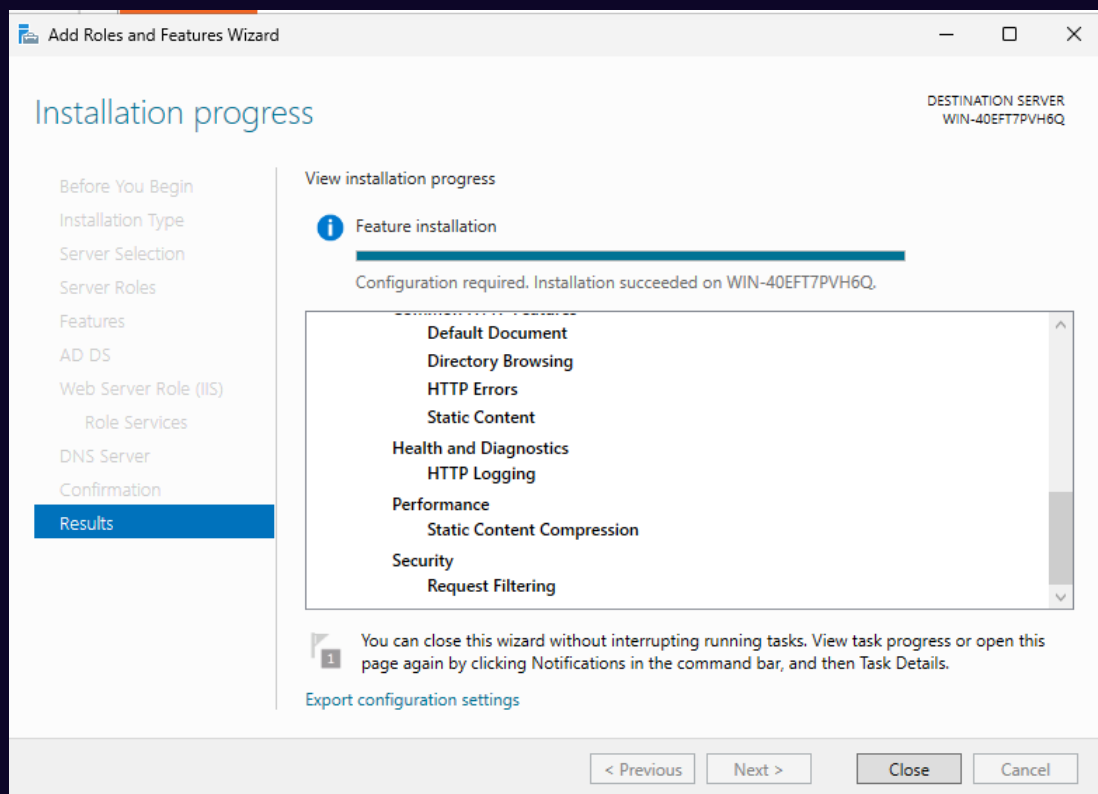 Add Roles and Features Wizard
Installation progress
DESTINATION SERVER
WIN-40EFT7PVH6Q
Before You Begin
Installation Type
Server Selection
Server Roles
Features
AD DS
Web Server Role (IIS)
Role Services
DNS Server
Confirmation
Results
View installation progress
Feature installation
Configuration required. Installation succeeded on WIN-40EFT7PVH6Q.
Default Document
Directory Browsing
HTTP Errors
Static Content
Health and Diagnostics
HTTP Logging
Performance
Static Content Compression
Security
Request Filtering
1
You can close this wizard without interrupting running tasks. View task progress or open this
page again by clicking Notifications in the command bar, and then Task Details.
Export configuration settings
< Previous
Next >
Close
Cancel